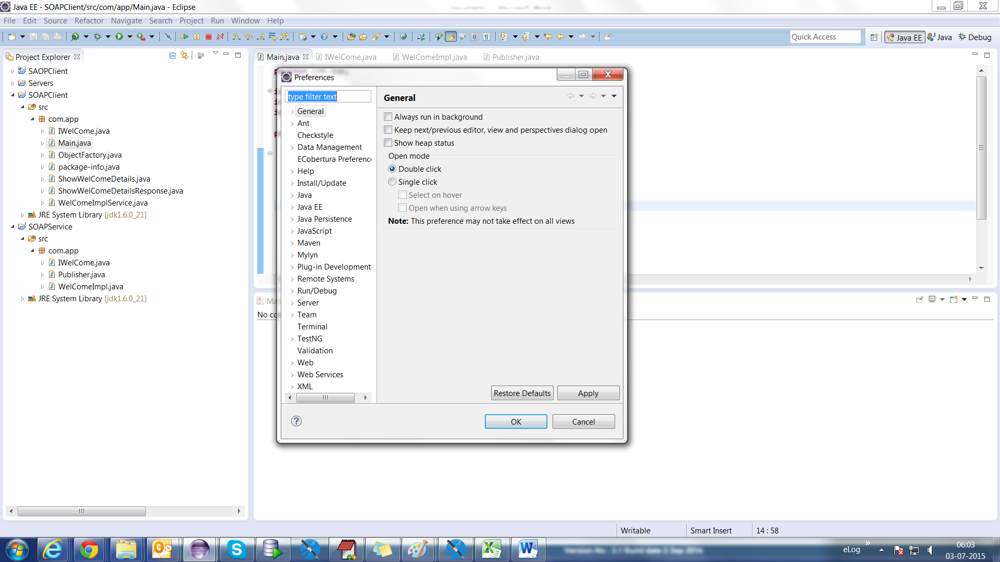 Java EE - SOAPClient/src/com/app/Main.java - Eclipse
File Edit Source Refactor Navigate Search Project Run Window Help
Quick Access
Java EE
Java
Debug
Project Explorer
SAOPClient
Servers
SOAPClient
src
com.app
IWelCome.java
Main.java
ObjectFactory.java
package-info.java
ShowWelComeDetails.java
ShowWelComeDetailsResponse.java
WelComeImplService.java
JRE System Library [jdk1.6.0_21]
SOAPService
src
com.app
IWelCome.java
Publisher.java
WelComeImpl.java
JRE System Library [jdk1.6.0_21]
Main.java IWelCome.java WelComeImpl.java Publisher.java
Preferences
type filter text
General
Ant
Checkstyle
Data Management
ECobertura Preferenc
Help
Install/Update
Java
Java EE
Java Persistence
JavaScript
Maven
Mylyn
Plug-in Development
Remote Systems
Run/Debug
Server
Team
Terminal
TestNG
Validation
Web
Web Services
XML
General
Always run in background
Keep next/previous editor, view and perspectives dialog open
Show heap status
Open mode
Double click
Single click
Select on hover
Open when using arrow keys
Note: This preference may not take effect on all views
Restore Defaults Apply
OK Cancel
No co
Writable Smart Insert 14 : 58
eLog
06:03
03-07-2015